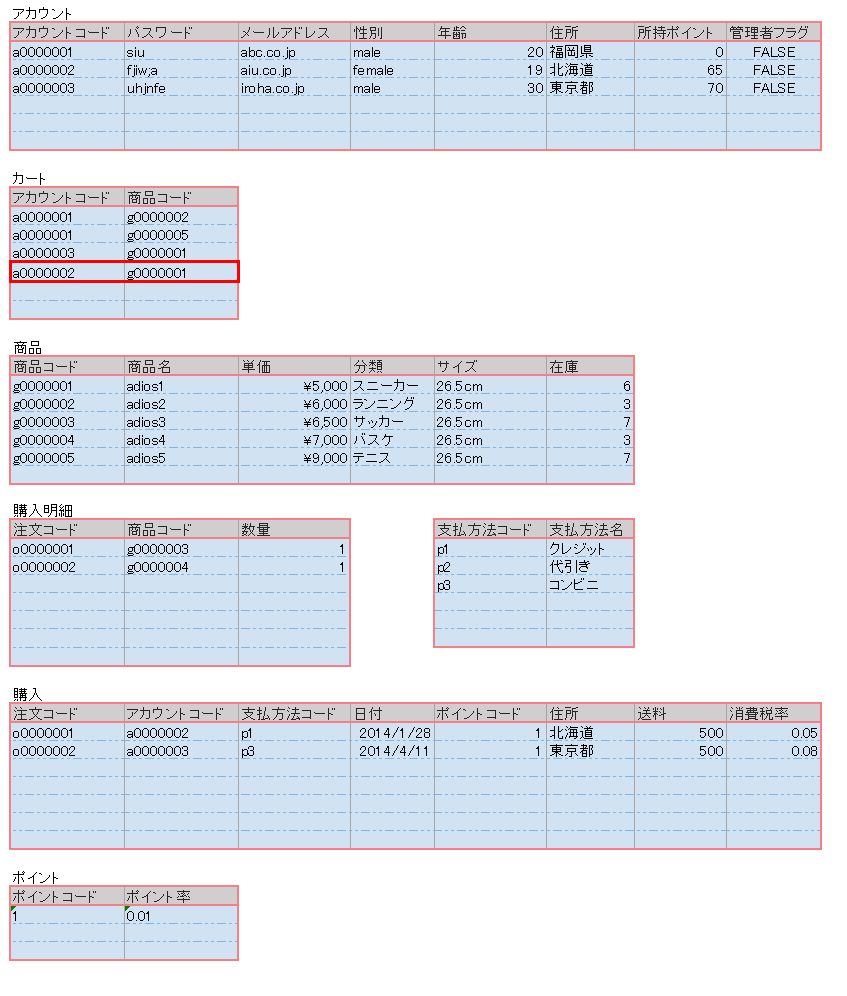 アカウント
アカウントコード パスワード メールアドレス 性別 年齢 住所 所持ポイント 管理者フラグ
a0000001 siu abc.co.jp male 20 福岡県 0 FALSE
a0000002 fjiw;a aiu.co.jp female 19 北海道 65 FALSE
a0000003 uhjnfe iroha.co.jp male 30 東京都 70 FALSE
カート
アカウントコード 商品コード
a0000001 g0000002
a0000001 g0000005
a0000003 g0000001
a0000002 g0000001
商品
商品コード 商品名 単価 分類 サイズ 在庫
g0000001 adios1 ¥5,000 スニーカー 26.5cm 6
g0000002 adios2 ¥6,000 ランニング 26.5cm 3
g0000003 adios3 ¥6,500 サッカー 26.5cm 7
g0000004 adios4 ¥7,000 バスケ 26.5cm 3
g0000005 adios5 ¥9,000 テニス 26.5cm 7
購入明細
注文コード 商品コード 数量
o0000001 g0000003 1
o0000002 g0000004 1
支払方法コード 支払方法名
p1 クレジット
p2 代引き
p3 コンビニ
購入
注文コード アカウントコード 支払方法コード 日付 ポイントコード 住所 送料 消費税率
o0000001 a0000002 p1 2014/1/28 1 北海道 500 0.05
o0000002 a0000003 p3 2014/4/11 1 東京都 500 0.08
ポイント
ポイントコード ポイント率
1 0.01